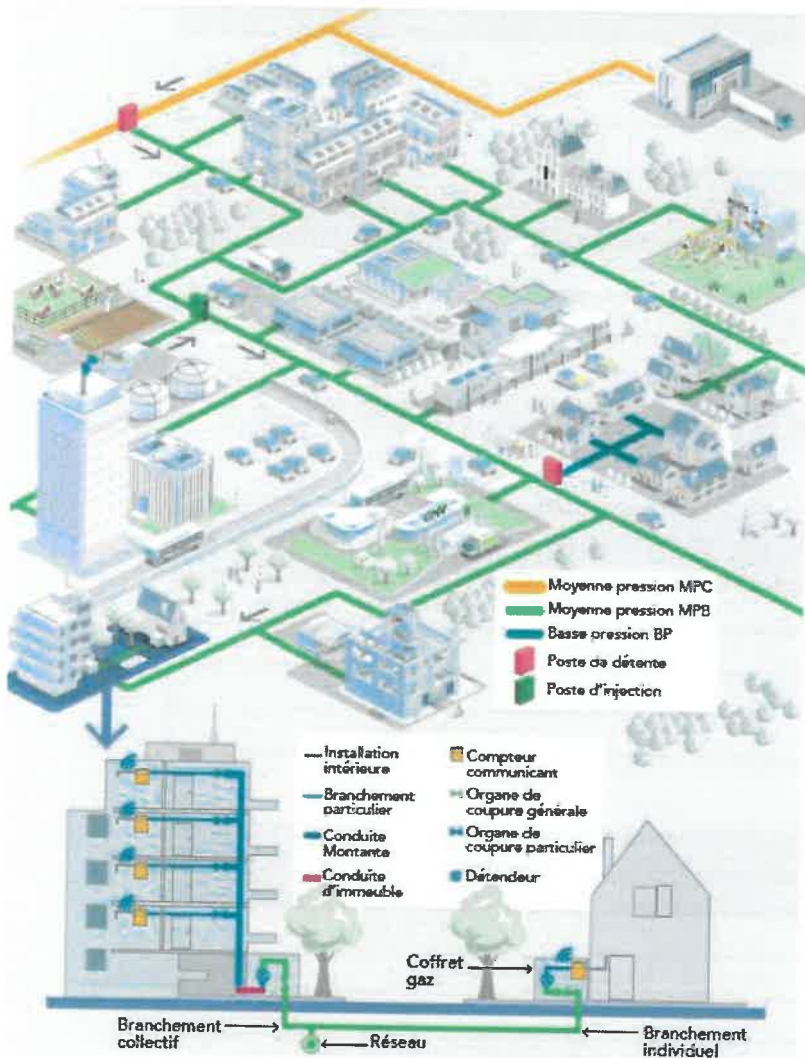 GNV
Moyenne pression MPC
Moyenne pression MPB
Basse pression BP
Poste de détente
Poste d'injection
Installation
intérieure
Branchement
particulier
Conduite
Montante
Conduite
d'immeuble
Compteur
communicant
Organe de
coupure générale
Organe de
coupure particulier
Détendeur
Coffret
gaz
Branchement
collectif
Réseau
Branchement
individuel